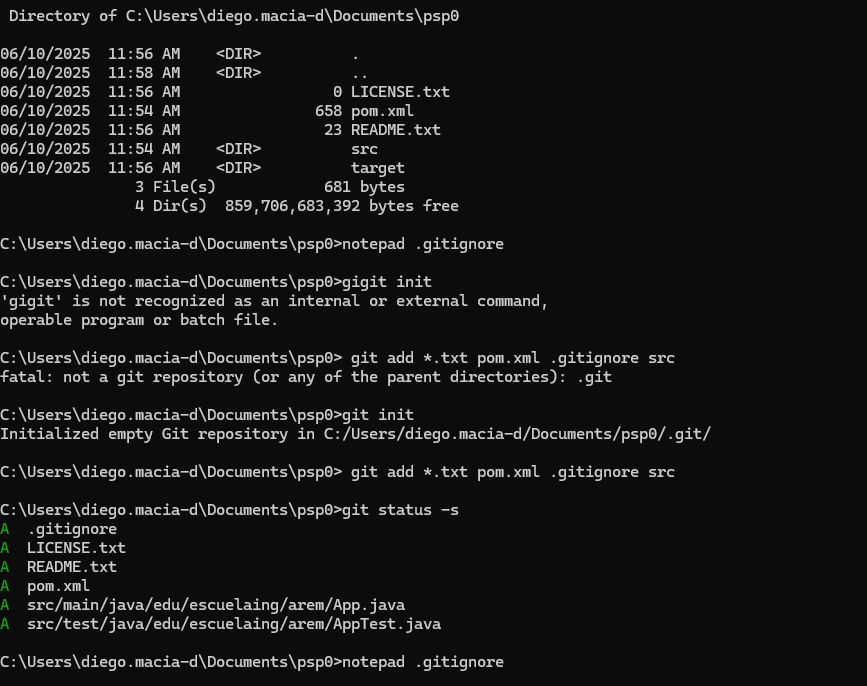 Directory of C:\Users\diego.macia-d\Documents\psp0
06/10/2025  11:56 AM    <DIR>          .
06/10/2025  11:58 AM    <DIR>          ..
06/10/2025  11:56 AM                 0 LICENSE.txt
06/10/2025  11:54 AM               658 pom.xml
06/10/2025  11:56 AM                23 README.txt
06/10/2025  11:54 AM    <DIR>          src
06/10/2025  11:56 AM    <DIR>          target
               3 File(s)            681 bytes
               4 Dir(s)  859,706,683,392 bytes free
C:\Users\diego.macia-d\Documents\psp0>notepad .gitignore
C:\Users\diego.macia-d\Documents\psp0>gigit init
'gigit' is not recognized as an internal or external command,
operable program or batch file.
C:\Users\diego.macia-d\Documents\psp0> git add *.txt pom.xml .gitignore src
fatal: not a git repository (or any of the parent directories): .git
C:\Users\diego.macia-d\Documents\psp0>git init
Initialized empty Git repository in C:/Users/diego.macia-d/Documents/psp0/.git/
C:\Users\diego.macia-d\Documents\psp0> git add *.txt pom.xml .gitignore src
C:\Users\diego.macia-d\Documents\psp0>git status -s
A  .gitignore
A  LICENSE.txt
A  README.txt
A  pom.xml
A  src/main/java/edu/escuelaing/arem/App.java
A  src/test/java/edu/escuelaing/arem/AppTest.java
C:\Users\diego.macia-d\Documents\psp0>notepad .gitignore